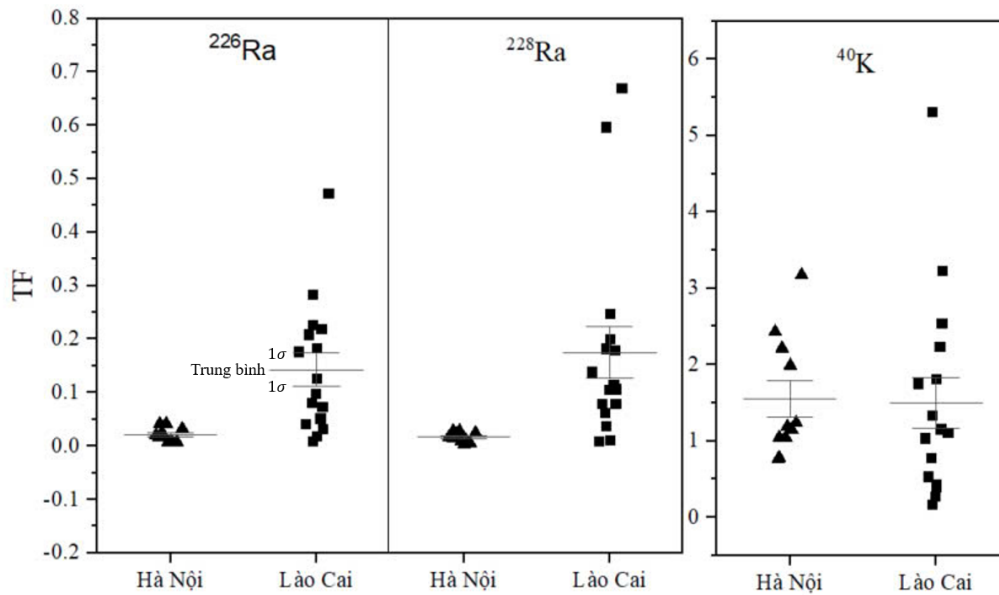 0.8
0.7
0.6
0.5
0.4
0.3
0.2
0.1
0.0
-0.1
-0.2
TF
²²⁶Ra
1σ
Trung bình
1σ
Hà Nội
Lào Cai
²²⁸Ra
Hà Nội
Lào Cai
6
5
4
3
2
1
0
⁴⁰K
Hà Nội
Lào Cai